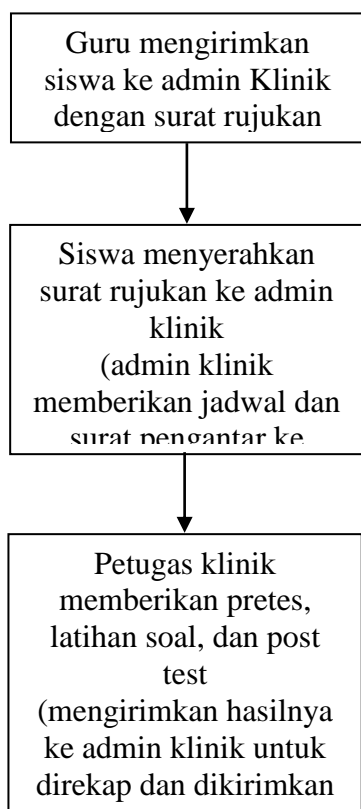 Guru mengirimkan
siswa ke admin Klinik
dengan surat rujukan
Siswa menyerahkan
surat rujukan ke admin
klinik
(admin klinik
memberikan jadwal dan
surat pengantar ke
Petugas klinik
memberikan pretes,
latihan soal, dan post
test
(mengirimkan hasilnya
ke admin klinik untuk
direkap dan dikirimkan